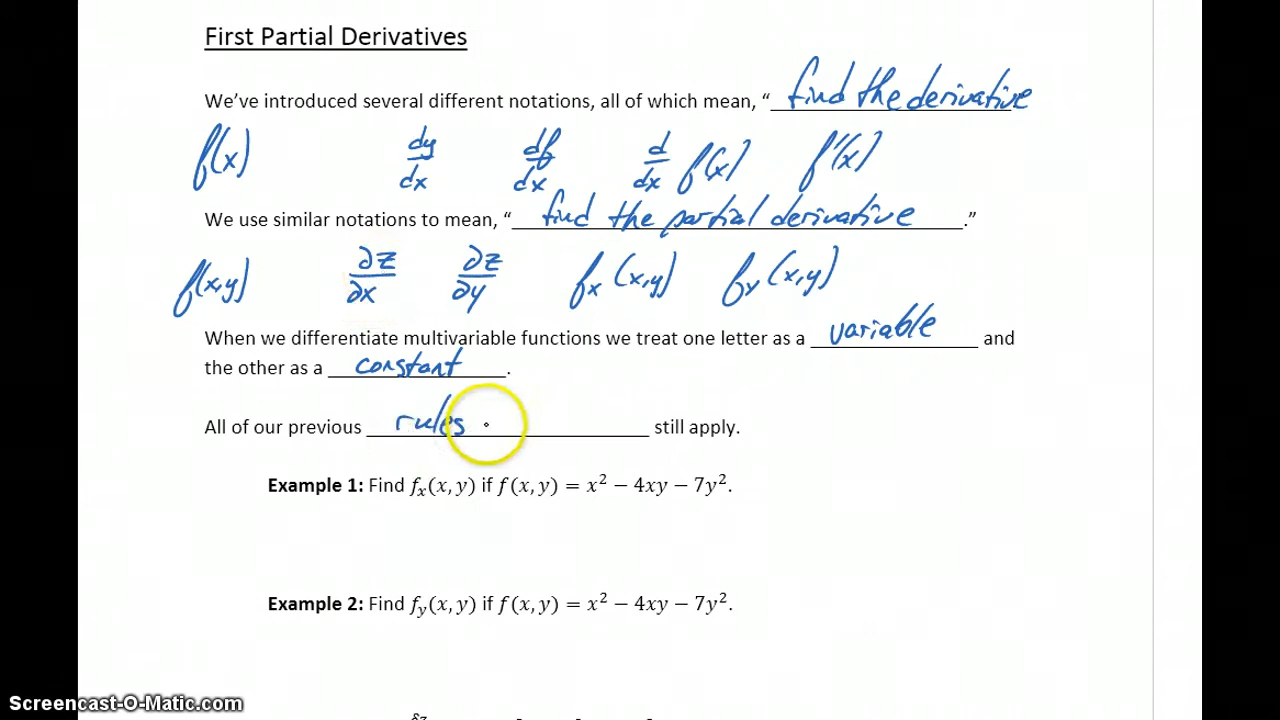 First Partial Derivatives
We've introduced several different notations, all of which mean, "find the derivative
f(x) dy/dx df/dx d/dx f(x) f'(x)
We use similar notations to mean, "find the partial derivative."
f(x,y) ∂z/∂x ∂z/∂y fx (x,y) fy (x,y)
When we differentiate multivariable functions we treat one letter as a variable and
the other as a constant.
All of our previous rules still apply.
Example 1: Find fx(x, y) if f(x, y) = x² − 4xy − 7y².
Example 2: Find fy(x, y) if f(x, y) = x² − 4xy − 7y².
Screencast-O-Matic.com